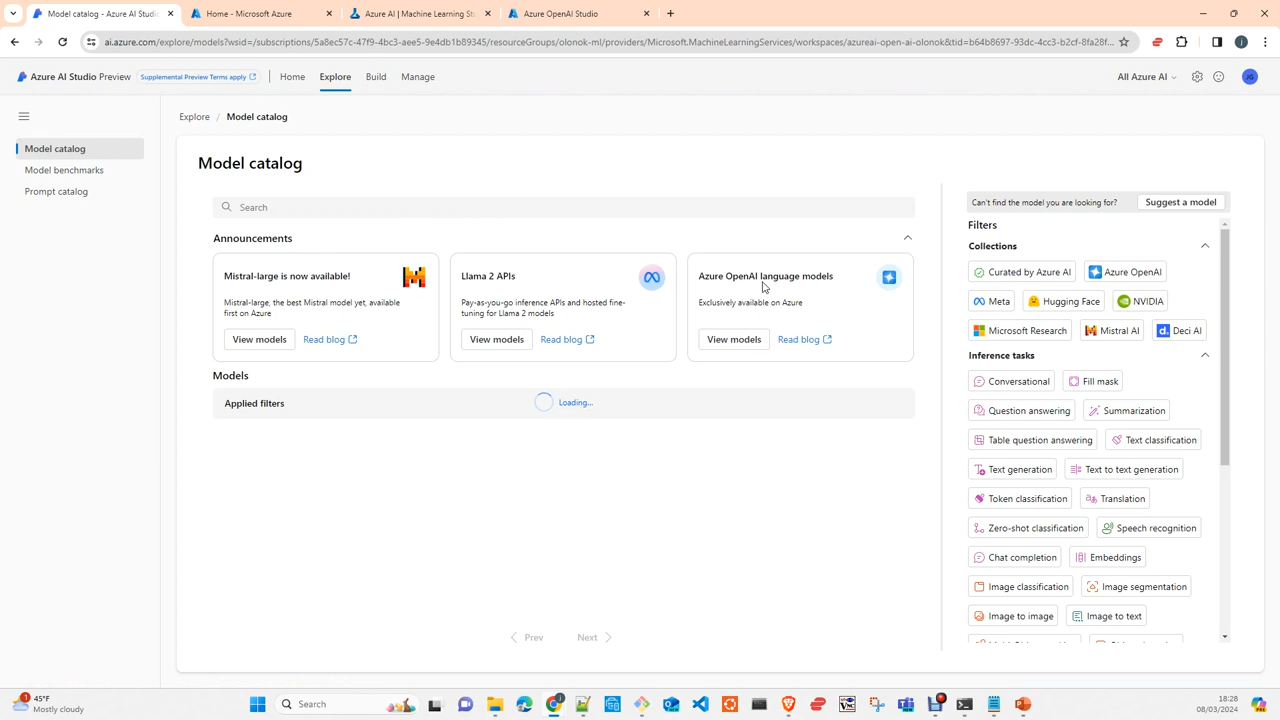 Model catalog - Azure AI Studio
Home - Microsoft Azure
Azure AI | Machine Learning St
Azure OpenAI Studio
ai.azure.com/explore/models?wsid=/subscriptions/5a8ec57c-47f9-4bc3-aee5-9e4db1b89345/resourceGroups/olonok-ml/providers/Microsoft.MachineLearningServices/workspaces/azureai-open-ai-olonok&tid=b64b8697-93dc-4cc3-b2cf-8fa28f...
Azure AI Studio Preview
Supplemental Preview Terms apply
Home
Explore
Build
Manage
All Azure AI
JG
Explore / Model catalog
Model catalog
Model benchmarks
Prompt catalog
Model catalog
Search
Can't find the model you are looking for?
Suggest a model
Filters
Announcements
Collections
Mistral-large is now available!
Mistral-large, the best Mistral model yet, available
first on Azure
View models
Read blog
Llama 2 APIs
Pay-as-you-go inference APIs and hosted fine-
tuning for Llama 2 models
View models
Read blog
Azure OpenAI language models
Exclusively available on Azure
View models
Read blog
Curated by Azure AI
Azure OpenAI
Meta
Hugging Face
NVIDIA
Microsoft Research
Mistral AI
Deci AI
Models
Applied filters
Loading...
Inference tasks
Conversational
Fill mask
Question answering
Summarization
Table question answering
Text classification
Text generation
Text to text generation
Token classification
Translation
Zero-shot classification
Speech recognition
Chat completion
Embeddings
Image classification
Image segmentation
Image to image
Image to text
Prev
Next
45°F
Mostly cloudy
Search
18:28
08/03/2024